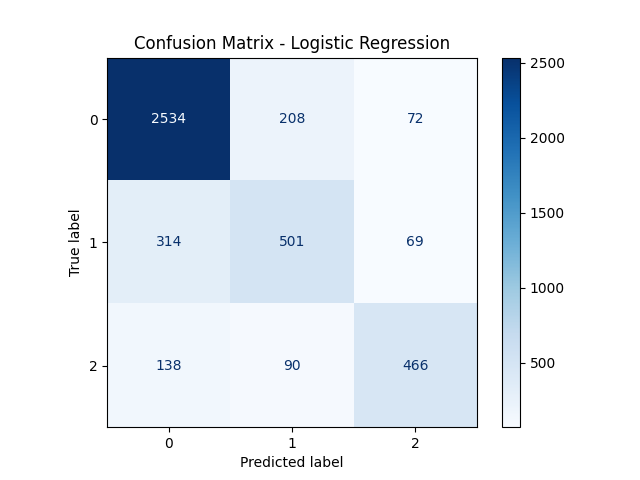 Confusion Matrix - Logistic Regression
2500
0 2534 208 72
2000
1500
True label
1 314 501 69
1000
2 138 90 466
500
0 1 2
Predicted label